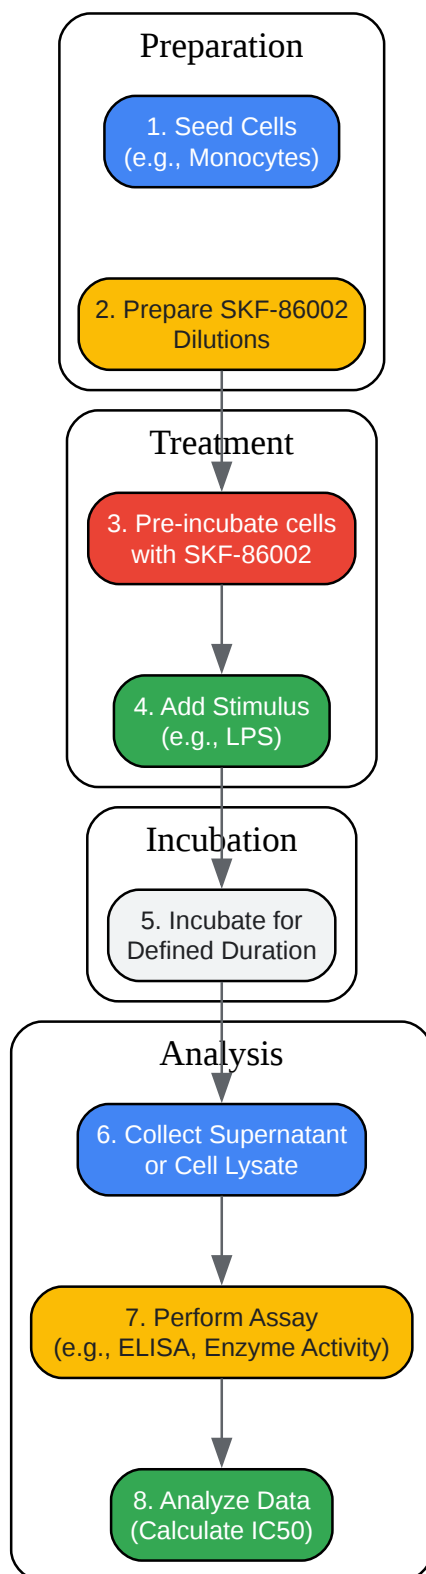 Preparation
1. Seed Cells
(e.g., Monocytes)
2. Prepare SKF-86002
Dilutions
Treatment
3. Pre-incubate cells
with SKF-86002
4. Add Stimulus
(e.g., LPS)
Incubation
5. Incubate for
Defined Duration
Analysis
6. Collect Supernatant
or Cell Lysate
7. Perform Assay
(e.g., ELISA, Enzyme Activity)
8. Analyze Data
(Calculate IC50)